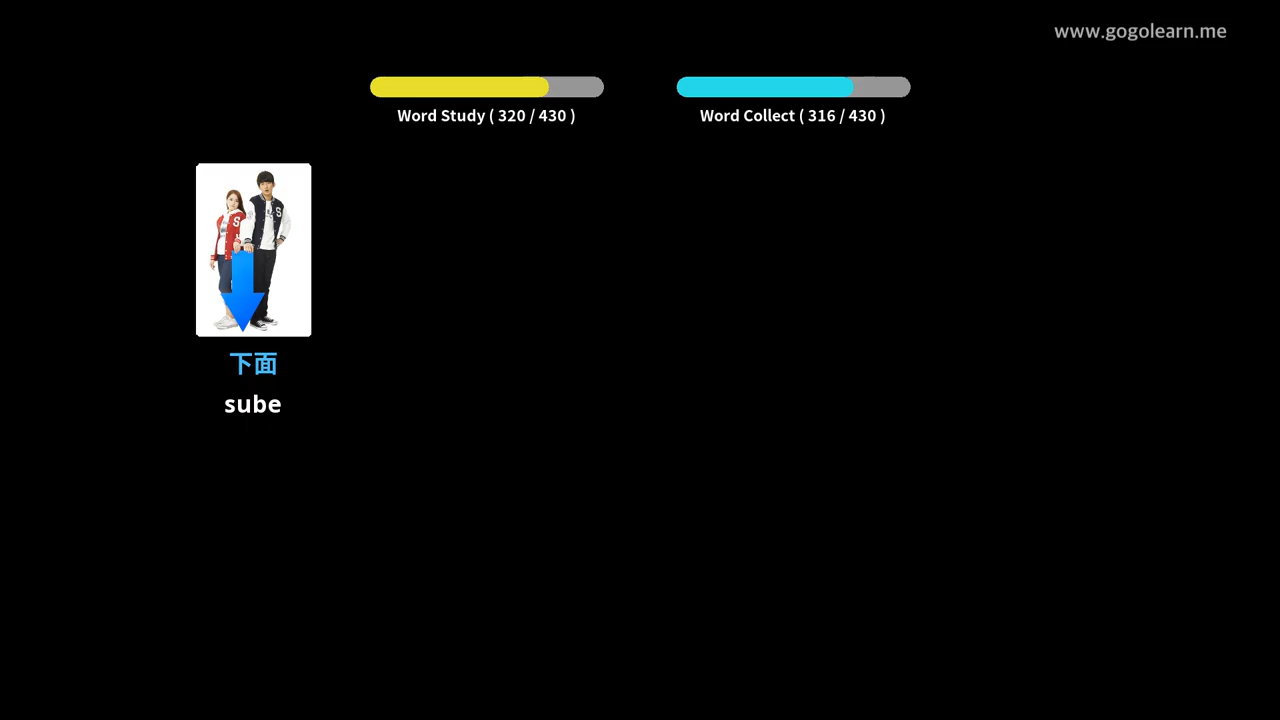 www.gogolearn.me
Word Study ( 320 / 430 )
Word Collect ( 316 / 430 )
S
S
下面
sube